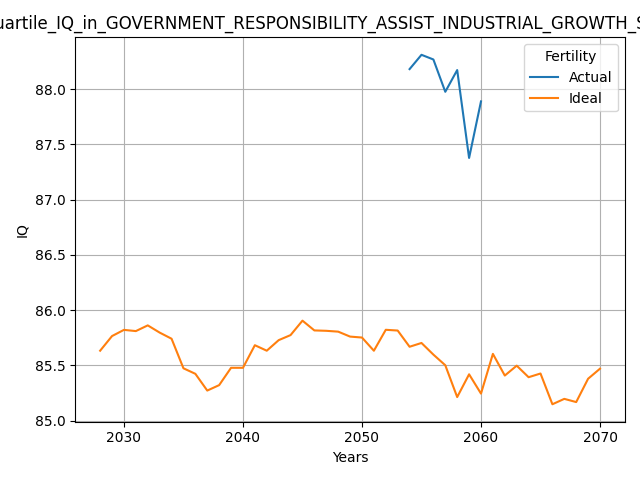 uartile_IQ_in_GOVERNMENT_RESPONSIBILITY_ASSIST_INDUSTRIAL_GROWTH_S
Fertility
Actual
Ideal
88.0
87.5
87.0
86.5
86.0
85.5
85.0
IQ
2030 2040 2050 2060 2070
Years